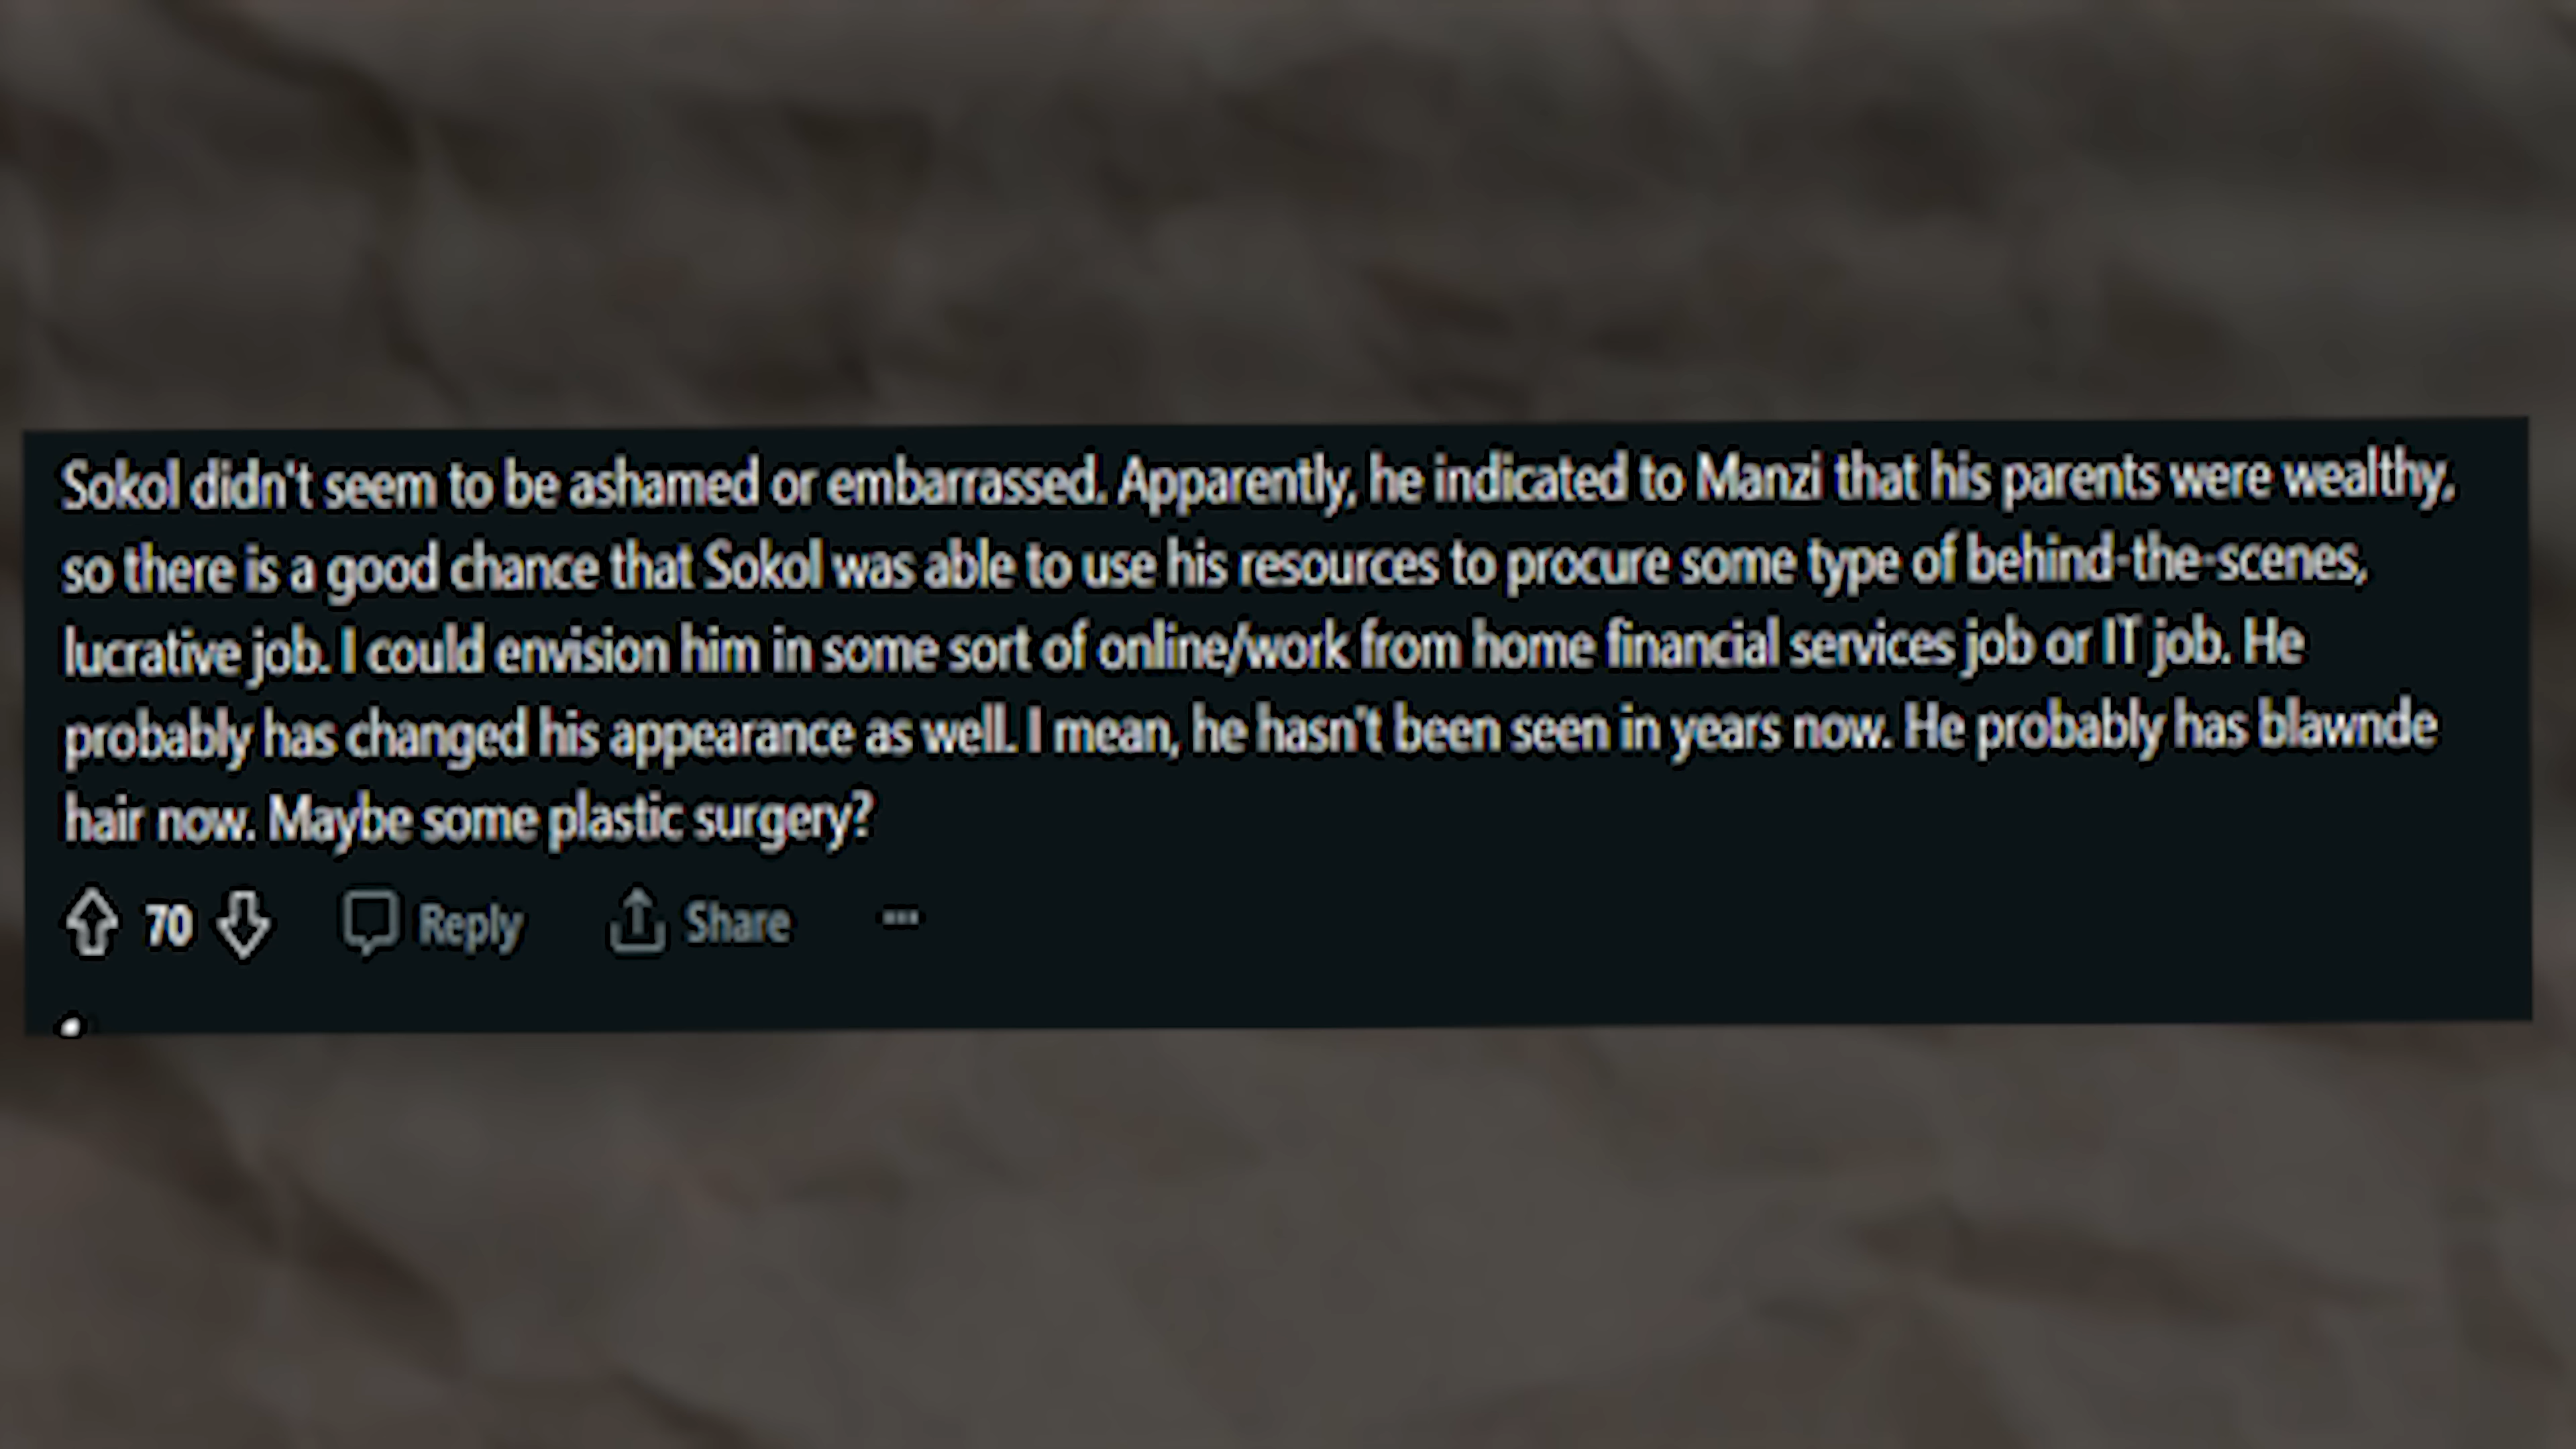 Sokol didn't seem to be ashamed or embarrassed. Apparently, he indicated to Manzi that his parents were wealthy,
so there is a good chance that Sokol was able to use his resources to procure some type of behind-the-scenes,
lucrative job. I could envision him in some sort of online/work from home financial services job or IT job. He
probably has changed his appearance as well. I mean, he hasn't been seen in years now. He probably has blawnde
hair now. Maybe some plastic surgery?
70 Reply Share ...